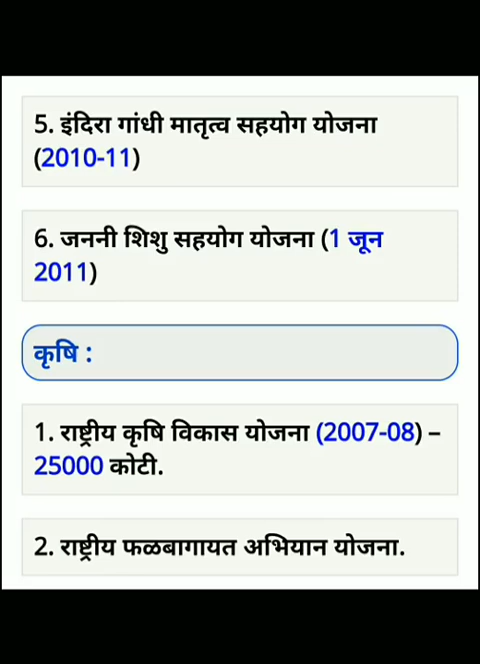 5. इंदिरा गांधी मातृत्व सहयोग योजना
(2010-11)
6. जननी शिशु सहयोग योजना (1 जून
2011)
कृषि :
1. राष्ट्रीय कृषि विकास योजना (2007-08) –
25000 कोटी.
2. राष्ट्रीय फळबागायत अभियान योजना.